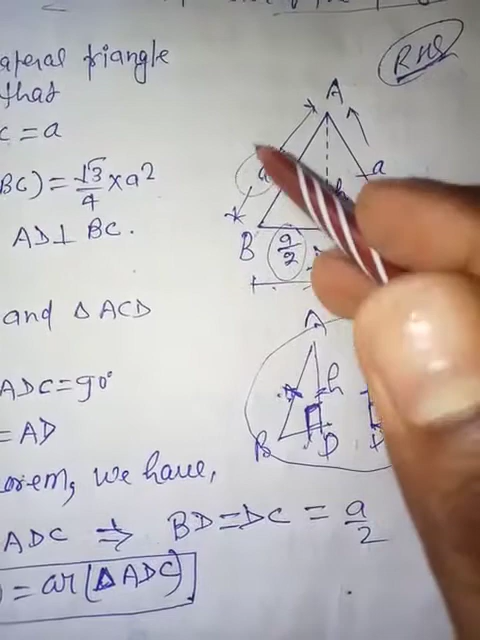 RHS
ateral triangle
that
c = a
BC) = √3/4 × a²
AD ⊥ BC.
A
a
a
h
B
a/2
and △ ACD
ADC = 90°
= AD
A
h
B
D
D
orem, we have,
ADC ⇒ BD = DC = a/2
) = ar(△ADC)